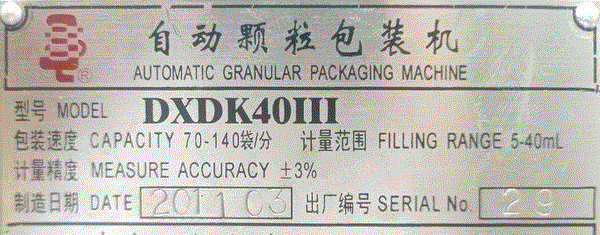 自动颗粒包装机
AUTOMATIC GRANULAR PACKAGING MACHINE
型号 MODEL DXDK40III
包装速度 CAPACITY 70-140袋/分 计量范围 FILLING RANGE 5-40mL
计量精度 MEASURE ACCURACY ±3%
制造日期 DATE 2011 03 出厂编号 SERIAL No. 29